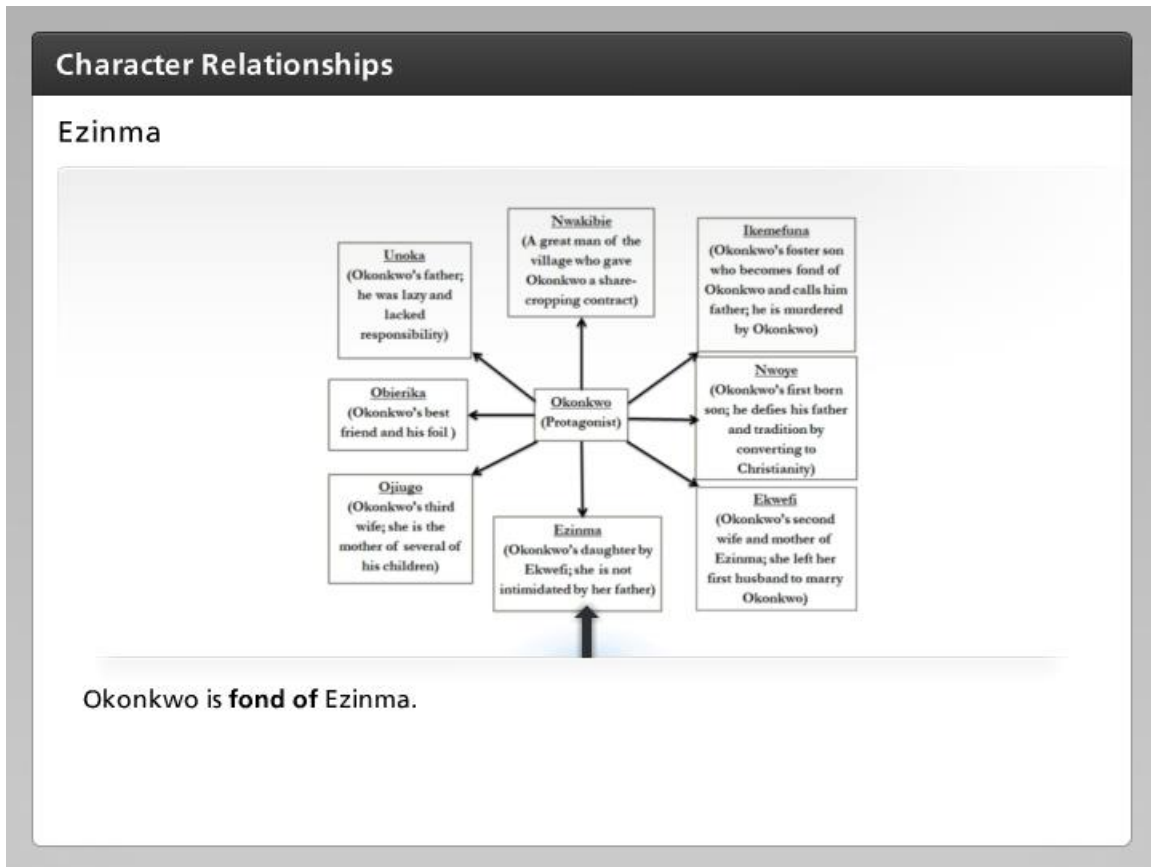 Character Relationships
Ezinma
Unoka
(Okonkwo's father;
he was lazy and
lacked
responsibility)
Nwakibie
(A great man of the
village who gave
Okonkwo a share-
cropping contract)
Ikemefuna
(Okonkwo's foster son
who becomes fond of
Okonkwo and calls him
father; he is murdered
by Okonkwo)
Obierika
(Okonkwo's best
friend and his foil )
Okonkwo
(Protagonist)
Nwoye
(Okonkwo's first born
son; he defies his father
and tradition by
converting to
Christianity)
Ojiugo
(Okonkwo's third
wife; she is the
mother of several of
his children)
Ezinma
(Okonkwo's daughter by
Ekwefi; she is not
intimidated by her father)
Ekwefi
(Okonkwo's second
wife and mother of
Ezinma; she left her
first husband to marry
Okonkwo)
Okonkwo is fond of Ezinma.